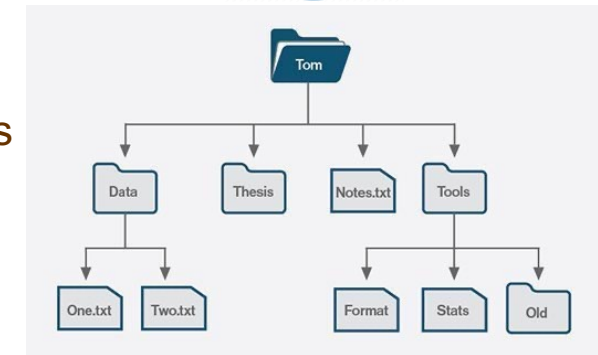 Tom
s
Data
Thesis
Notes.txt
Tools
One.txt
Two.txt
Format
Stats
Old